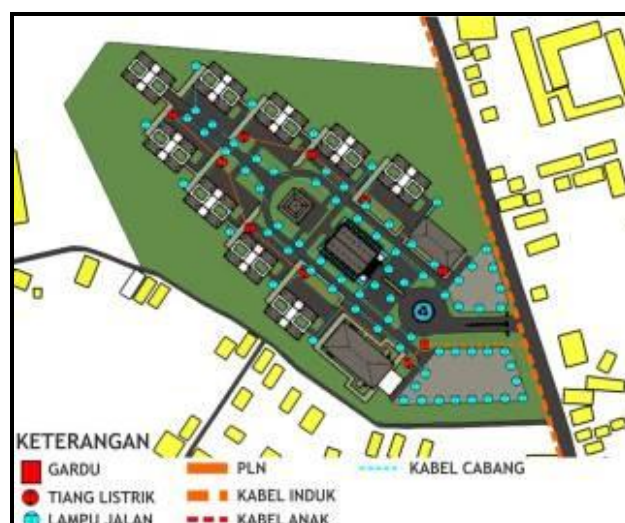 KETERANGAN
GARDU
PLN
KABEL CABANG
TIANG LISTRIK
KABEL INDUK
LAMPU JALAN
KABEL ANAK